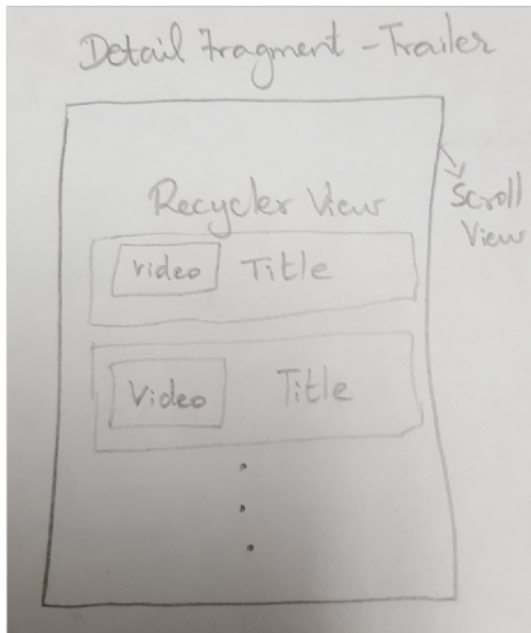 Detail Fragment - Trailer
Scroll
View
Recycler View
video Title
Video Title